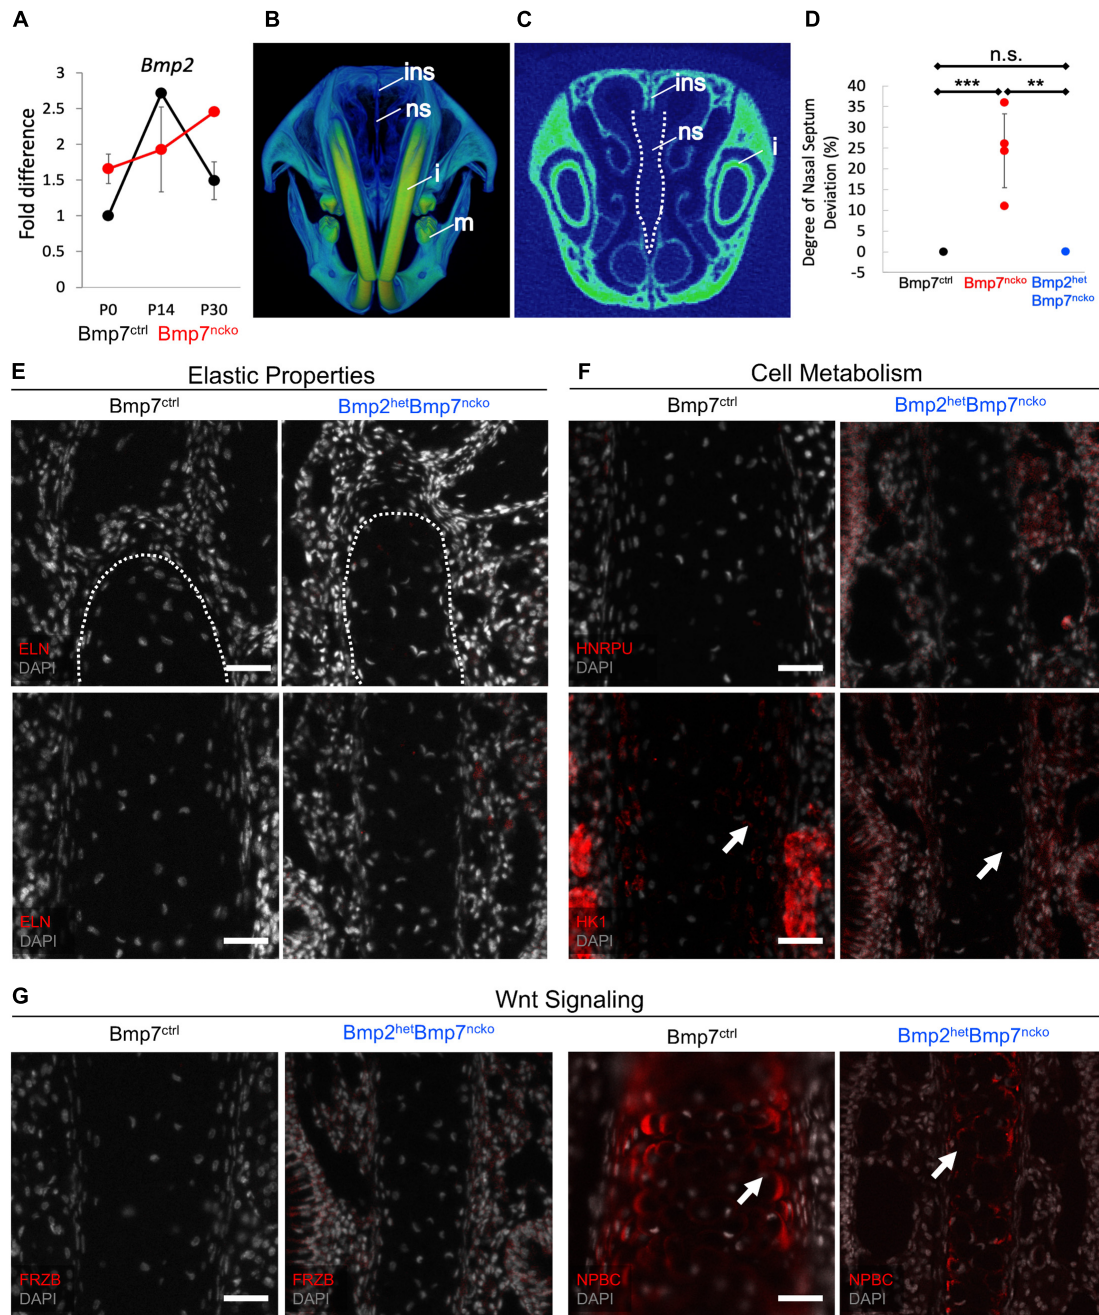 A
Bmp2
Fold difference
3
2.5
2
1.5
1
0.5
0
P0 P14 P30
Bmp7ctrl Bmp7ncko
B
ins
ns
i
m
C
ins
ns
i
D
n.s.
*** **
Degree of Nasal Septum
Deviation (%)
40
35
30
25
20
15
10
5
0
-5
Bmp7ctrl Bmp7ncko Bmp2het
Bmp7ncko
E
Elastic Properties
Bmp7ctrl Bmp2hetBmp7ncko
ELN
DAPI
ELN
DAPI
F
Cell Metabolism
Bmp7ctrl Bmp2hetBmp7ncko
HNRPU
DAPI
HK1
DAPI
G
Wnt Signaling
Bmp7ctrl Bmp2hetBmp7ncko Bmp7ctrl Bmp2hetBmp7ncko
FRZB FRZB NPBC NPBC
DAPI DAPI DAPI DAPI